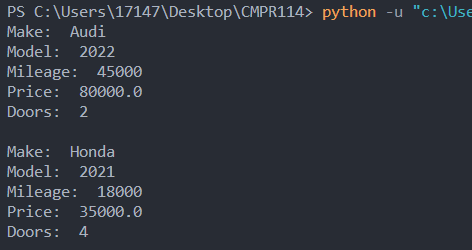 PS C:\Users\17147\Desktop\CMPR114> python -u "c:\Use
Make:  Audi
Model:  2022
Mileage:  45000
Price:  80000.0
Doors:  2

Make:  Honda
Model:  2021
Mileage:  18000
Price:  35000.0
Doors:  4